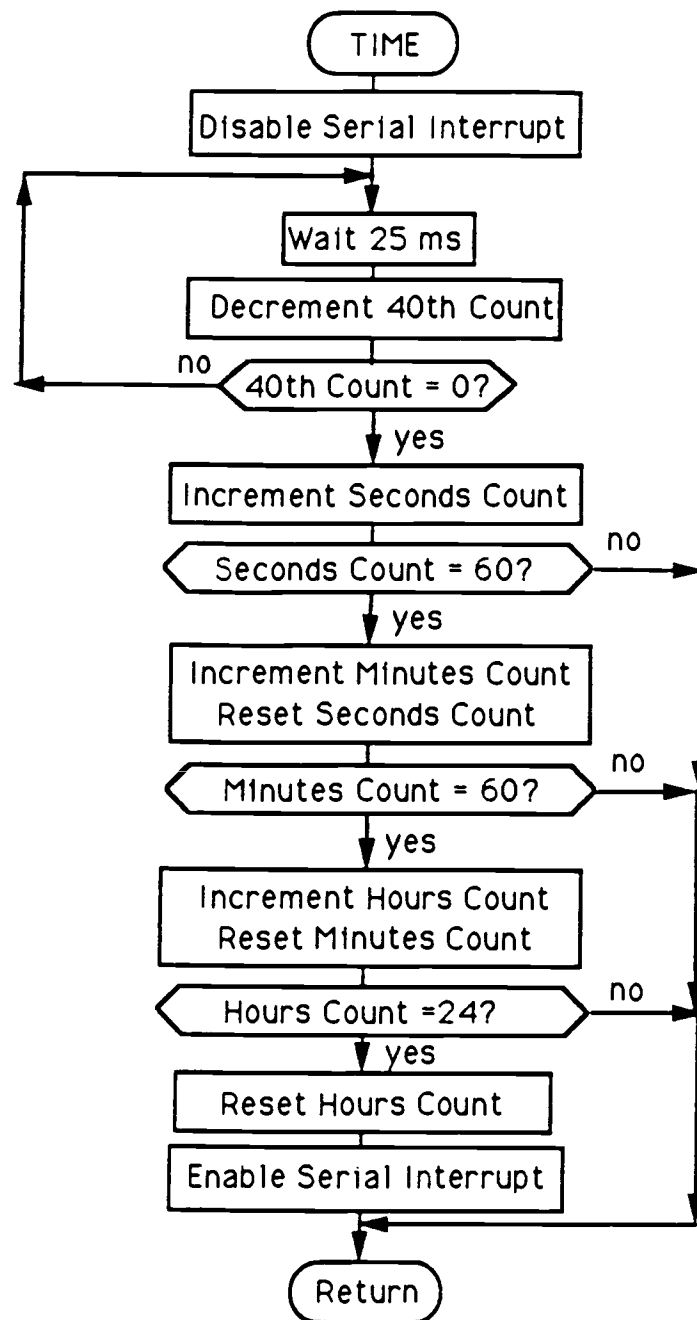 TIME
Disable Serial Interrupt
Wait 25 ms
Decrement 40th Count
no
40th Count = 0?
yes
Increment Seconds Count
no
Seconds Count = 60?
yes
Increment Minutes Count
Reset Seconds Count
no
Minutes Count = 60?
yes
Increment Hours Count
Reset Minutes Count
no
Hours Count =24?
yes
Reset Hours Count
Enable Serial Interrupt
Return